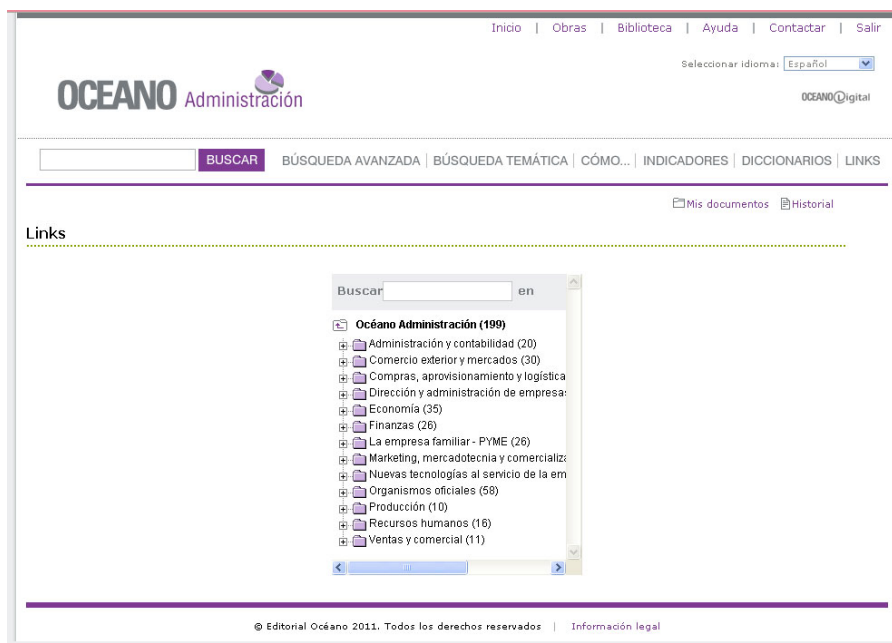 Inicio | Obras | Biblioteca | Ayuda | Contactar | Salir
Seleccionar idioma: Español
OCEANO Administración
OCEANO Digital
BUSCAR BÚSQUEDA AVANZADA | BÚSQUEDA TEMÁTICA | CÓMO... | INDICADORES | DICCIONARIOS | LINKS
Mis documentos Historial
Links
Buscar en
Océano Administración (199)
Administración y contabilidad (20)
Comercio exterior y mercados (30)
Compras, aprovisionamiento y logística
Dirección y administración de empresas
Economía (35)
Finanzas (26)
La empresa familiar - PYME (26)
Marketing, mercadotecnia y comercializa
Nuevas tecnologías al servicio de la em
Organismos oficiales (58)
Producción (10)
Recursos humanos (16)
Ventas y comercial (11)
© Editorial Océano 2011. Todos los derechos reservados | Información legal